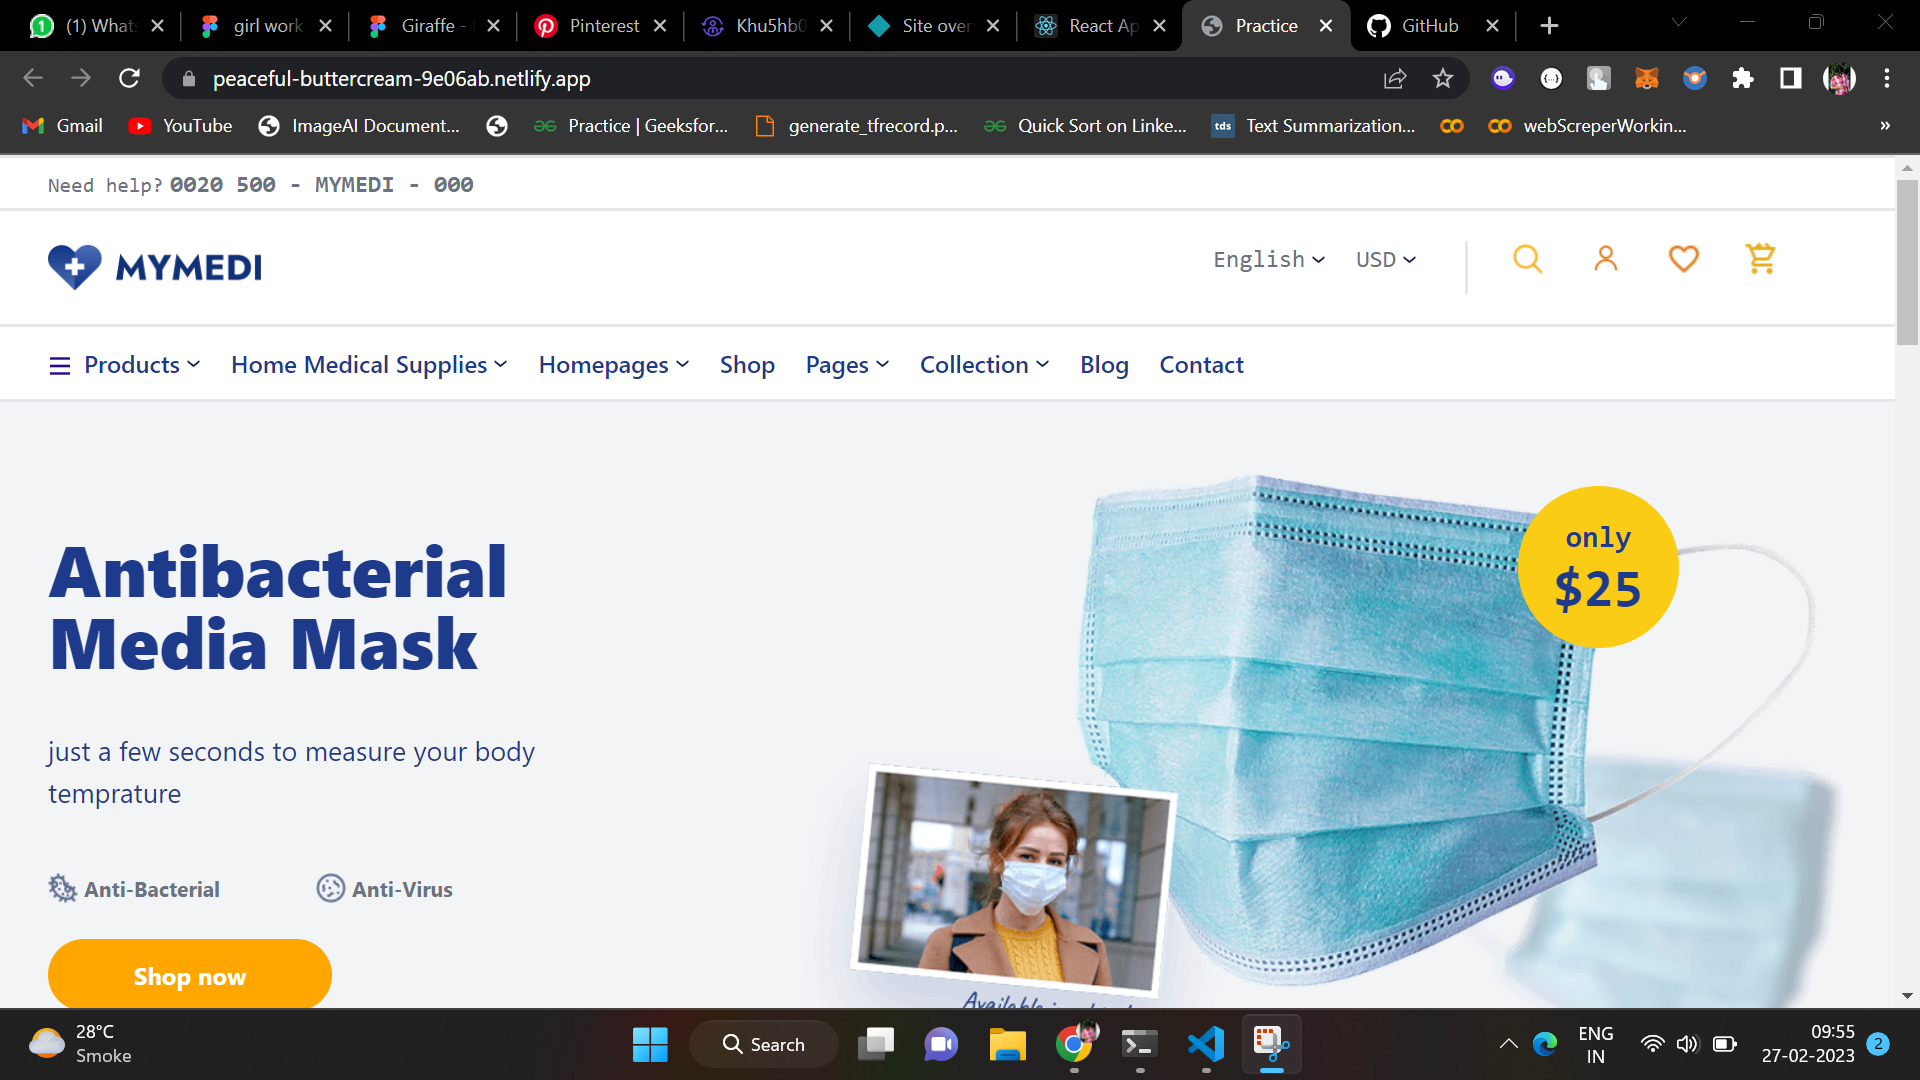 (1) Whats
girl work
Giraffe -
Pinterest
Khu5hb0
Site over
React Ap
Practice
GitHub
peaceful-buttercream-9e06ab.netlify.app
Gmail
YouTube
ImageAI Document...
Practice | Geeksfor...
generate_tfrecord.p...
Quick Sort on Linke...
tds
Text Summarization...
webScreperWorkin...
»
Need help? 0020 500 - MYMEDI - 000
MYMEDI
English
USD
Products
Home Medical Supplies
Homepages
Shop
Pages
Collection
Blog
Contact
Antibacterial
Media Mask
only
$25
just a few seconds to measure your body
temprature
Anti-Bacterial
Anti-Virus
Shop now
28°C
Smoke
Search
ENG
IN
09:55
27-02-2023
2